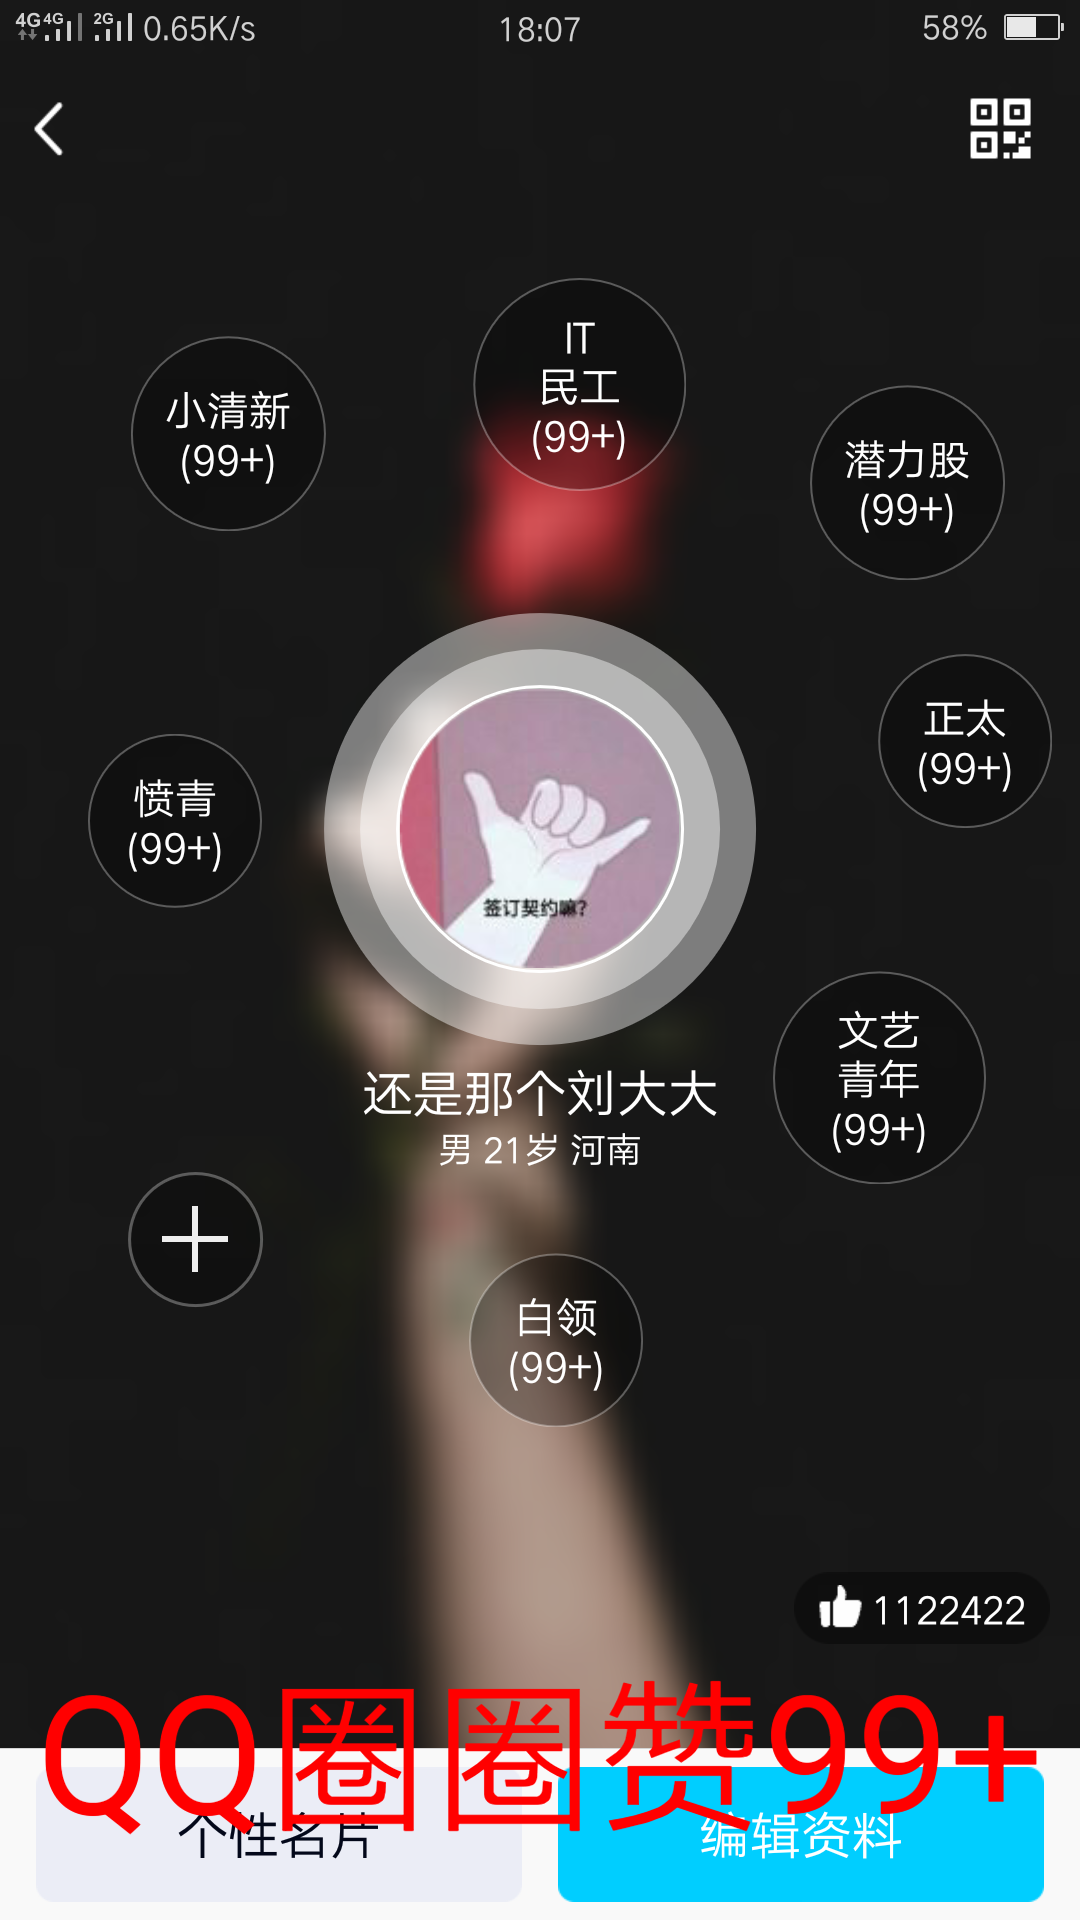 4G 4G 2G 0.65K/s 18:07 58%
IT
民工
(99+)
小清新
(99+)
潜力股
(99+)
正太
(99+)
愤青
(99+)
签订契约嘛?
文艺
青年
(99+)
还是那个刘大大
男 21岁 河南
白领
(99+)
1122422
QQ圈圈赞99+
个性名片
编辑资料